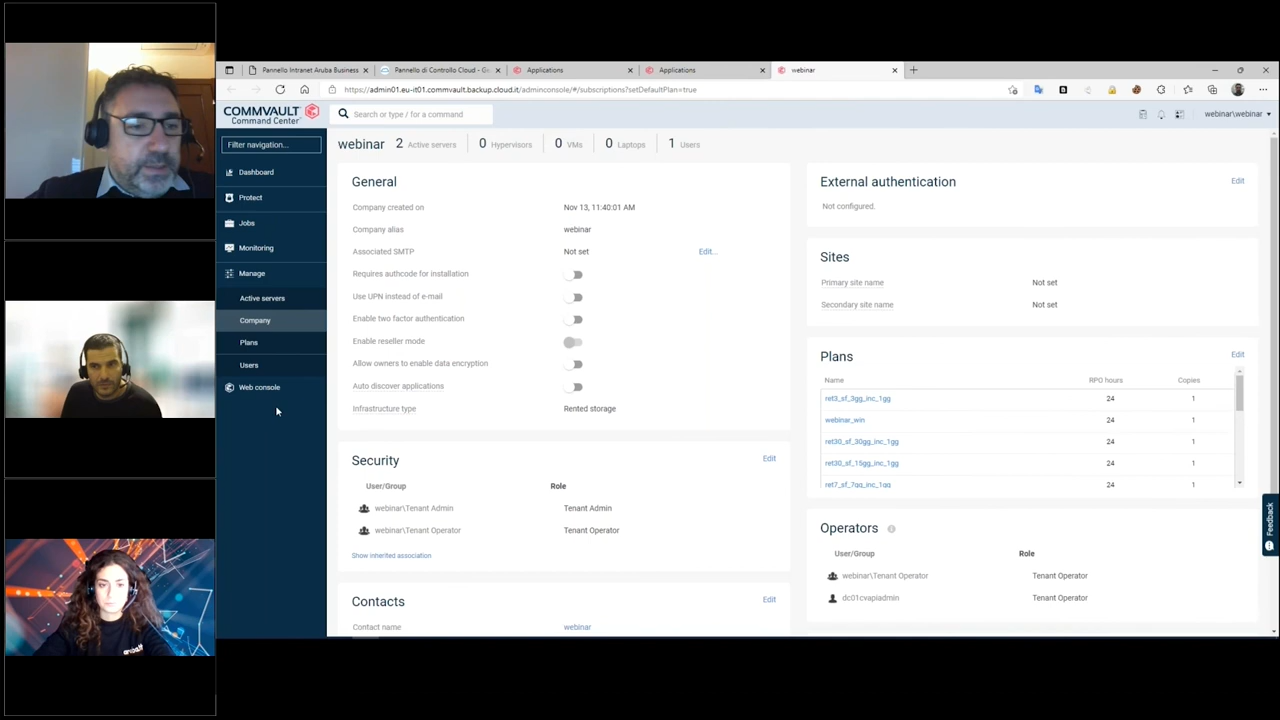 Pannello Intranet Aruba Business
Pannello di Controllo Cloud - Ge
Applications
Applications
webinar
https://admin01.eu-it01.commvault.backup.cloud.it/adminconsole/#/subscriptions?setDefaultPlan=true
COMMVAULT
Command Center™
Search or type / for a command
webinar\webinar
Filter navigation...
webinar 2 Active servers 0 Hypervisors 0 VMs 0 Laptops 1 Users
Dashboard
Protect
Jobs
Monitoring
Manage
Active servers
Company
Plans
Users
Web console
General
Company created on Nov 13, 11:40:01 AM
Company alias webinar
Associated SMTP Not set Edit...
Requires authcode for installation
Use UPN instead of e-mail
Enable two factor authentication
Enable reseller mode
Allow owners to enable data encryption
Auto discover applications
Infrastructure type Rented storage
Security Edit
User/Group Role
webinar\Tenant Admin Tenant Admin
webinar\Tenant Operator Tenant Operator
Show inherited association
Contacts Edit
Contact name webinar
External authentication Edit
Not configured.
Sites
Primary site name Not set
Secondary site name Not set
Plans Edit
Name RPO hours Copies
ret3_sf_3gg_inc_1gg 24 1
webinar_win 24 1
ret30_sf_30gg_inc_1gg 24 1
ret30_sf_15gg_inc_1gg 24 1
ret7_sf_7gg_inc_1gg 24 1
Operators
User/Group Role
webinar\Tenant Operator Tenant Operator
dc01cvapiadmin Tenant Operator
Feedback